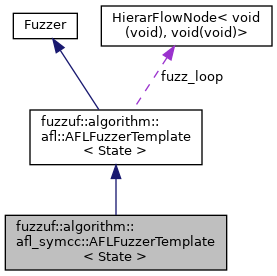 Fuzzer
HierarFlowNode< void
(void), void(void)>
fuzz_loop
fuzzuf::algorithm::
afl::AFLFuzzerTemplate
< State >
fuzzuf::algorithm::
afl_symcc::AFLFuzzerTemplate
< State >